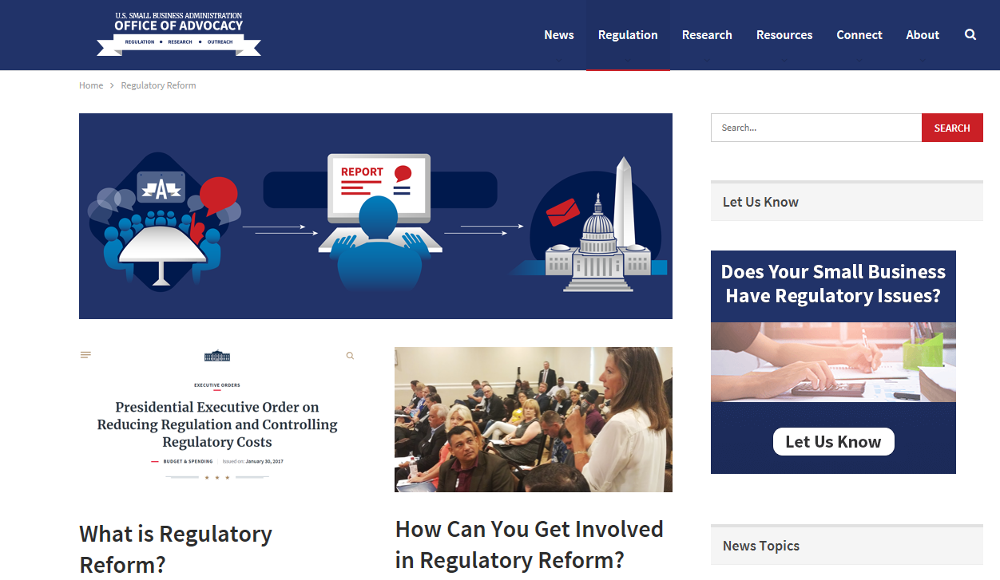 U.S. SMALL BUSINESS ADMINISTRATION
OFFICE OF ADVOCACY
REGULATION • RESEARCH • OUTREACH
News Regulation Research Resources Connect About
Home > Regulatory Reform
REPORT
A
Search...
SEARCH
Let Us Know
Does Your Small Business
Have Regulatory Issues?
Let Us Know
EXECUTIVE ORDERS
Presidential Executive Order on
Reducing Regulation and Controlling
Regulatory Costs
BUDGET & SPENDING | Issued on: January 30, 2017
What is Regulatory
Reform?
How Can You Get Involved
in Regulatory Reform?
News Topics